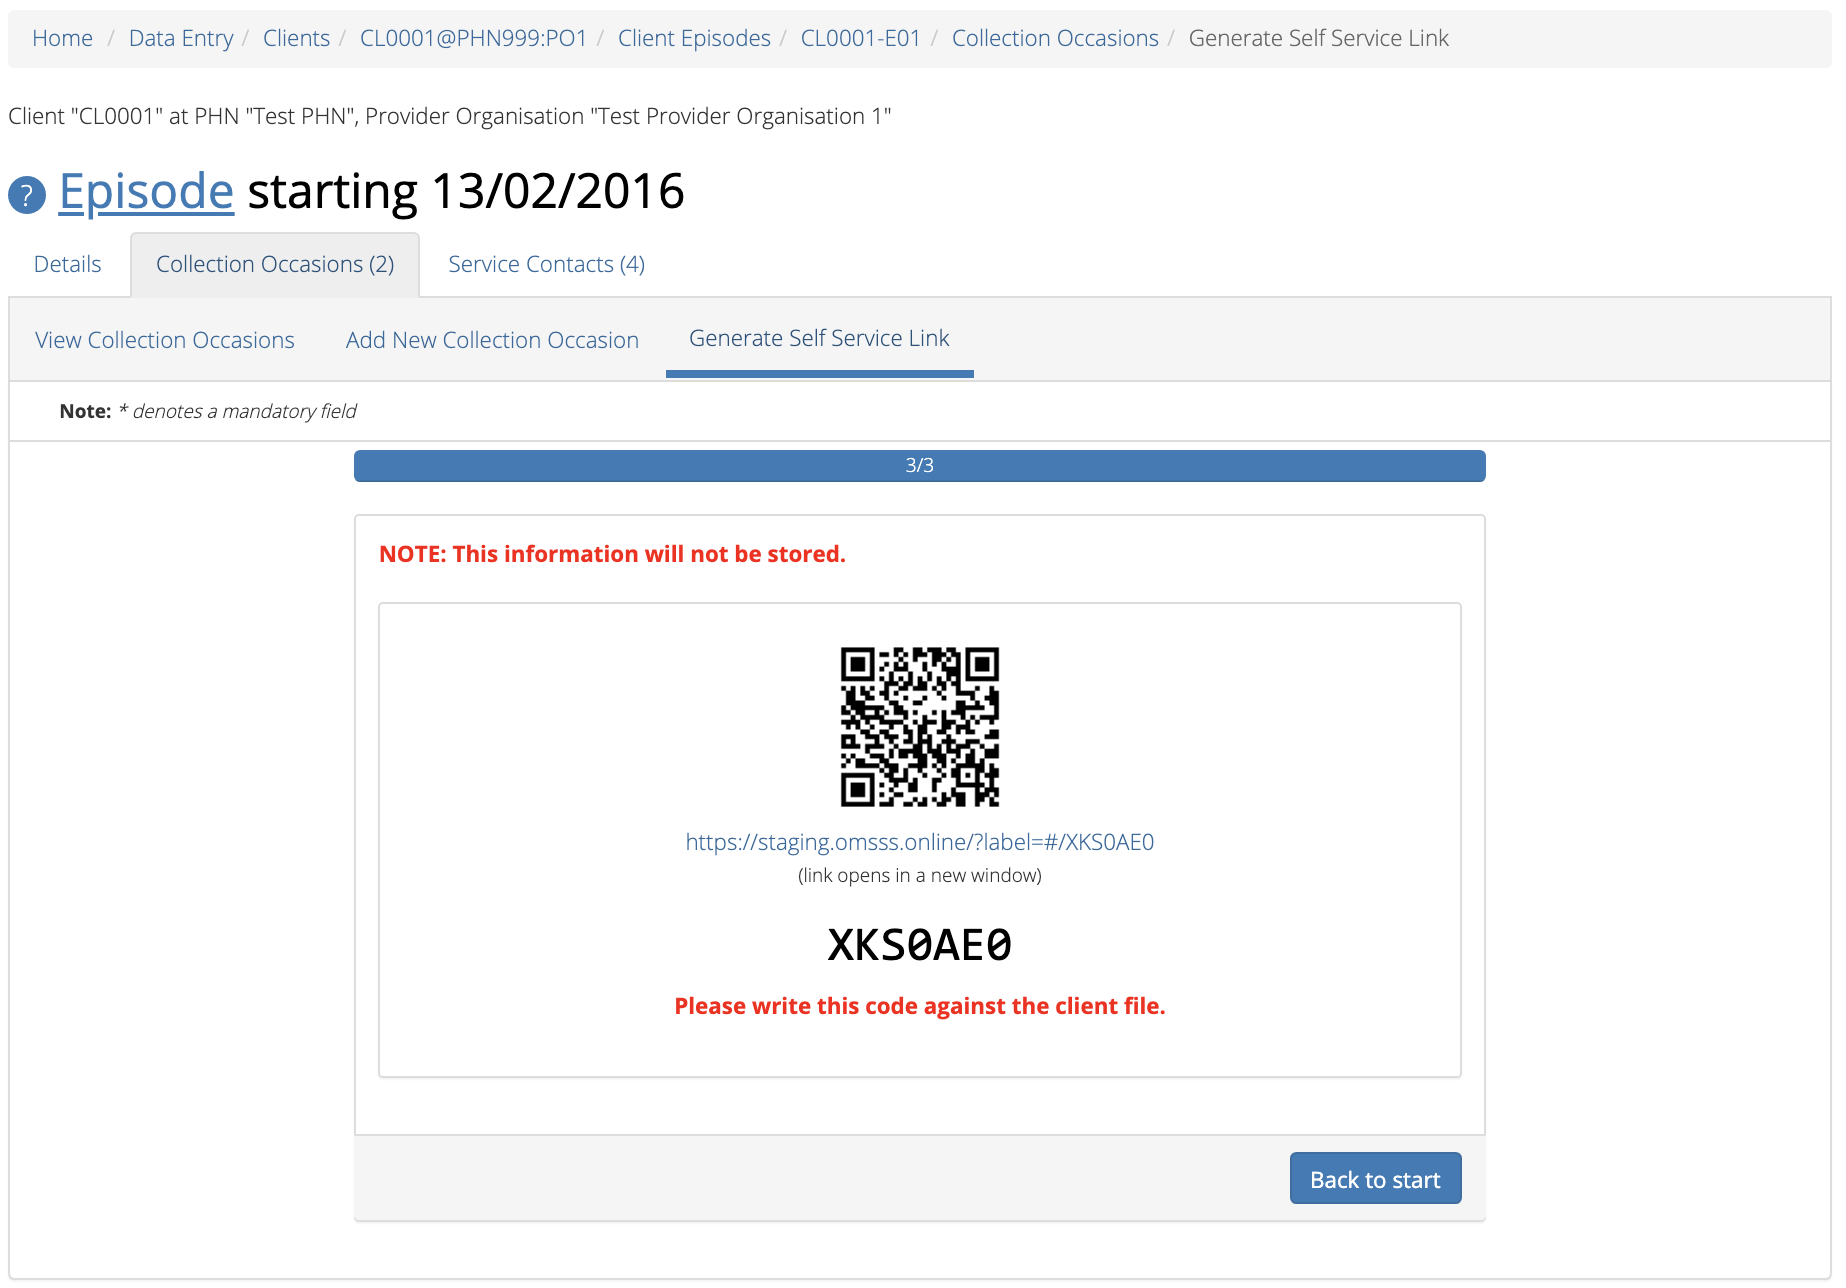 Home / Data Entry / Clients / CL0001@PHN999:PO1 / Client Episodes / CL0001-E01 / Collection Occasions / Generate Self Service Link
Client "CL0001" at PHN "Test PHN", Provider Organisation "Test Provider Organisation 1"
? Episode starting 13/02/2016
Details Collection Occasions (2) Service Contacts (4)
View Collection Occasions Add New Collection Occasion Generate Self Service Link
Note: * denotes a mandatory field
3/3
NOTE: This information will not be stored.
https://staging.omsss.online/?label=#/XKS0AE0
(link opens in a new window)
XKS0AE0
Please write this code against the client file.
Back to start